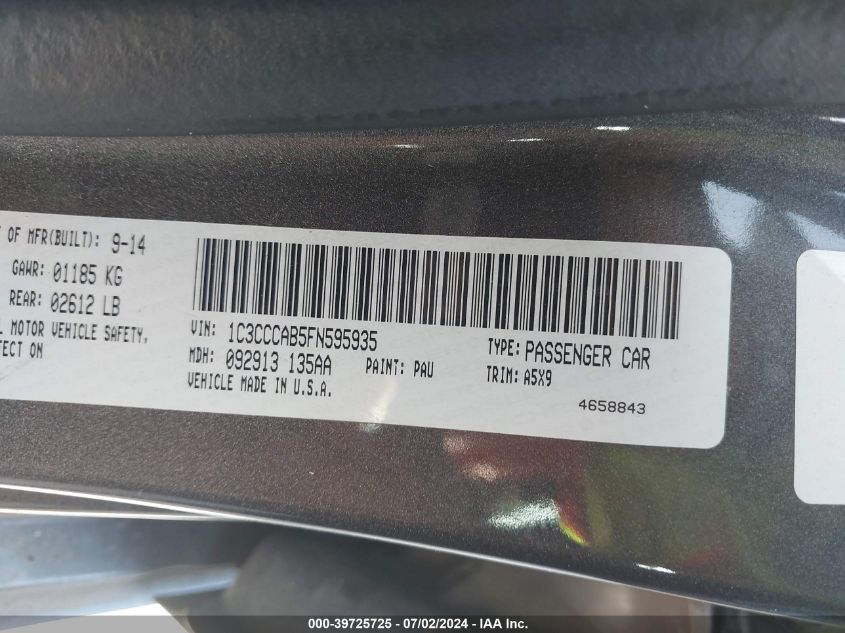 OF MFR(BUILT): 9-14
GAWR: 01185 KG
REAR: 02612 LB
MOTOR VEHICLE SAFETY,
ON
VIN: 1C3CCCAB5FN595935
MDH: 092913 135AA
PAINT: PAU
VEHICLE MADE IN U.S.A.
TYPE: PASSENGER CAR
TRIM: A5X9
4658843
000-39725725 - 07/02/2024 - IAA Inc.